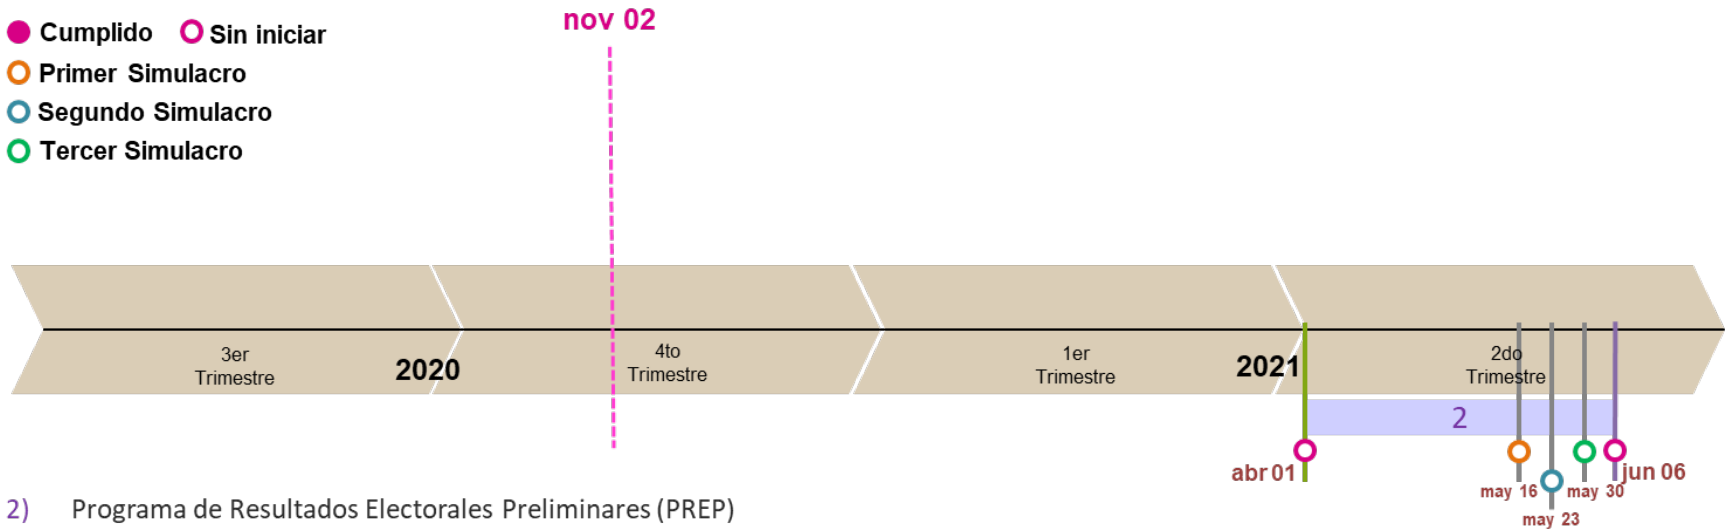 nov 02
Cumplido Sin iniciar
Primer Simulacro
Segundo Simulacro
Tercer Simulacro
3er
Trimestre
2020
4to
Trimestre
1er
Trimestre
2021
2do
Trimestre
2
abr 01
may 16
may 23
may 30
jun 06
2) Programa de Resultados Electorales Preliminares (PREP)